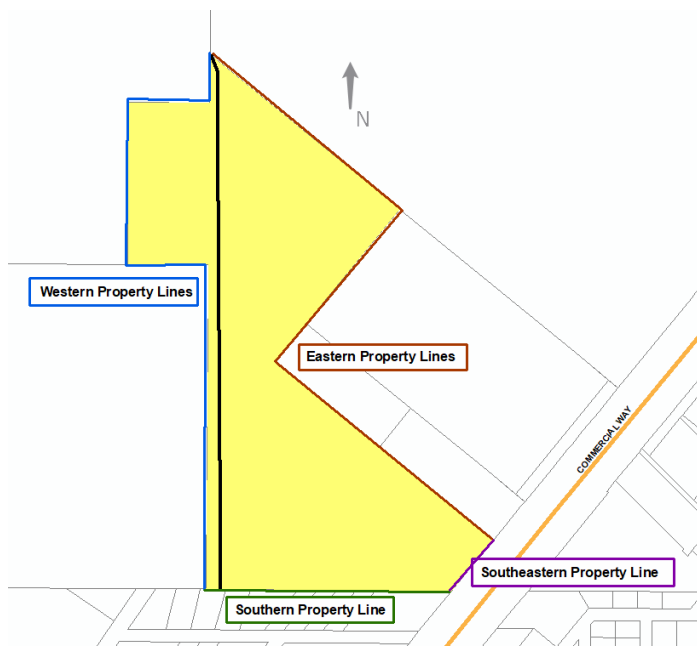 N
Western Property Lines
Eastern Property Lines
COMMERCIAL WAY
Southeastern Property Line
Southern Property Line